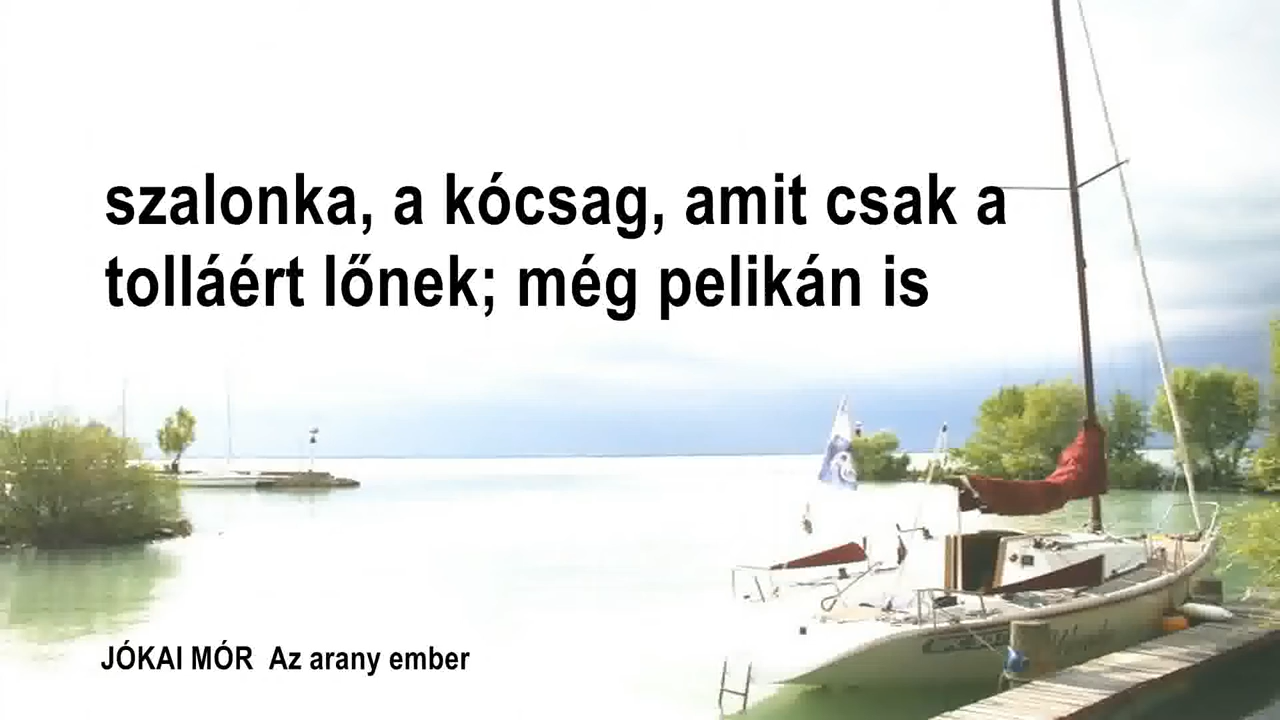 szalonka, a kócsag, amit csak a
tolláért lőnek; még pelikán is
JÓKAI MÓR Az arany ember